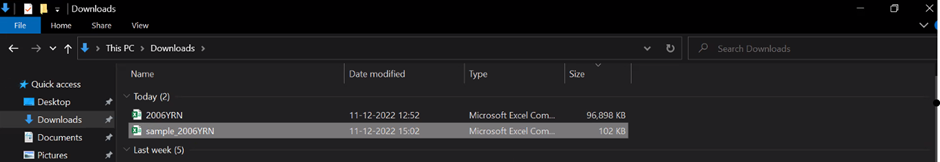 Downloads
File Home Share View
This PC > Downloads >
Search Downloads
Quick access
Desktop
Downloads
Documents
Pictures
Name Date modified Type Size
Today (2)
2006YRN 11-12-2022 12:52 Microsoft Excel Com... 96,898 KB
sample_2006YRN 11-12-2022 15:02 Microsoft Excel Com... 102 KB
Last week (5)